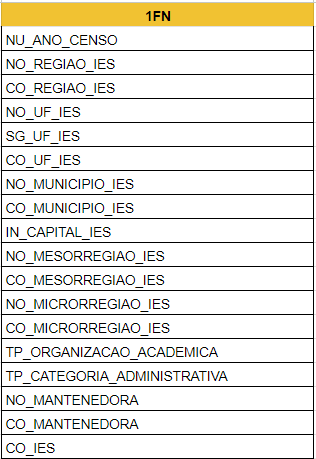 1FN
NU_ANO_CENSO
NO_REGIAO_IES
CO_REGIAO_IES
NO_UF_IES
SG_UF_IES
CO_UF_IES
NO_MUNICIPIO_IES
CO_MUNICIPIO_IES
IN_CAPITAL_IES
NO_MESORREGIAO_IES
CO_MESORREGIAO_IES
NO_MICRORREGIAO_IES
CO_MICRORREGIAO_IES
TP_ORGANIZACAO_ACADEMICA
TP_CATEGORIA_ADMINISTRATIVA
NO_MANTENEDORA
CO_MANTENEDORA
CO_IES